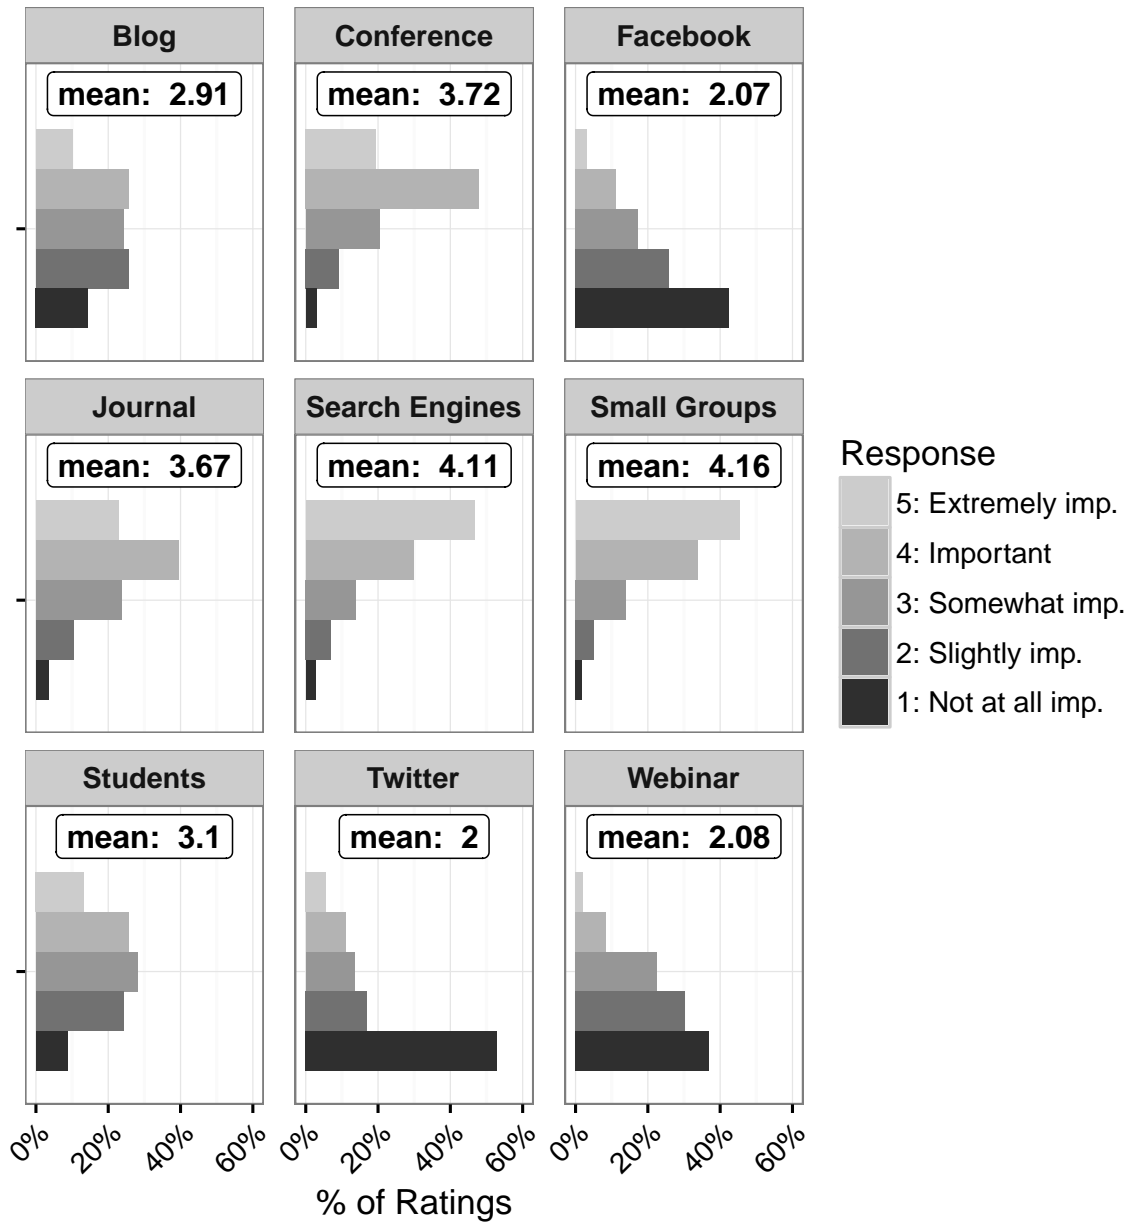 Blog Conference Facebook
mean: 2.91 mean: 3.72 mean: 2.07
Journal Search Engines Small Groups
mean: 3.67 mean: 4.11 mean: 4.16
Response
5: Extremely imp.
4: Important
3: Somewhat imp.
2: Slightly imp.
1: Not at all imp.
Students Twitter Webinar
mean: 3.1 mean: 2 mean: 2.08
0% 20% 40% 60% 0% 20% 40% 60% 0% 20% 40% 60%
% of Ratings